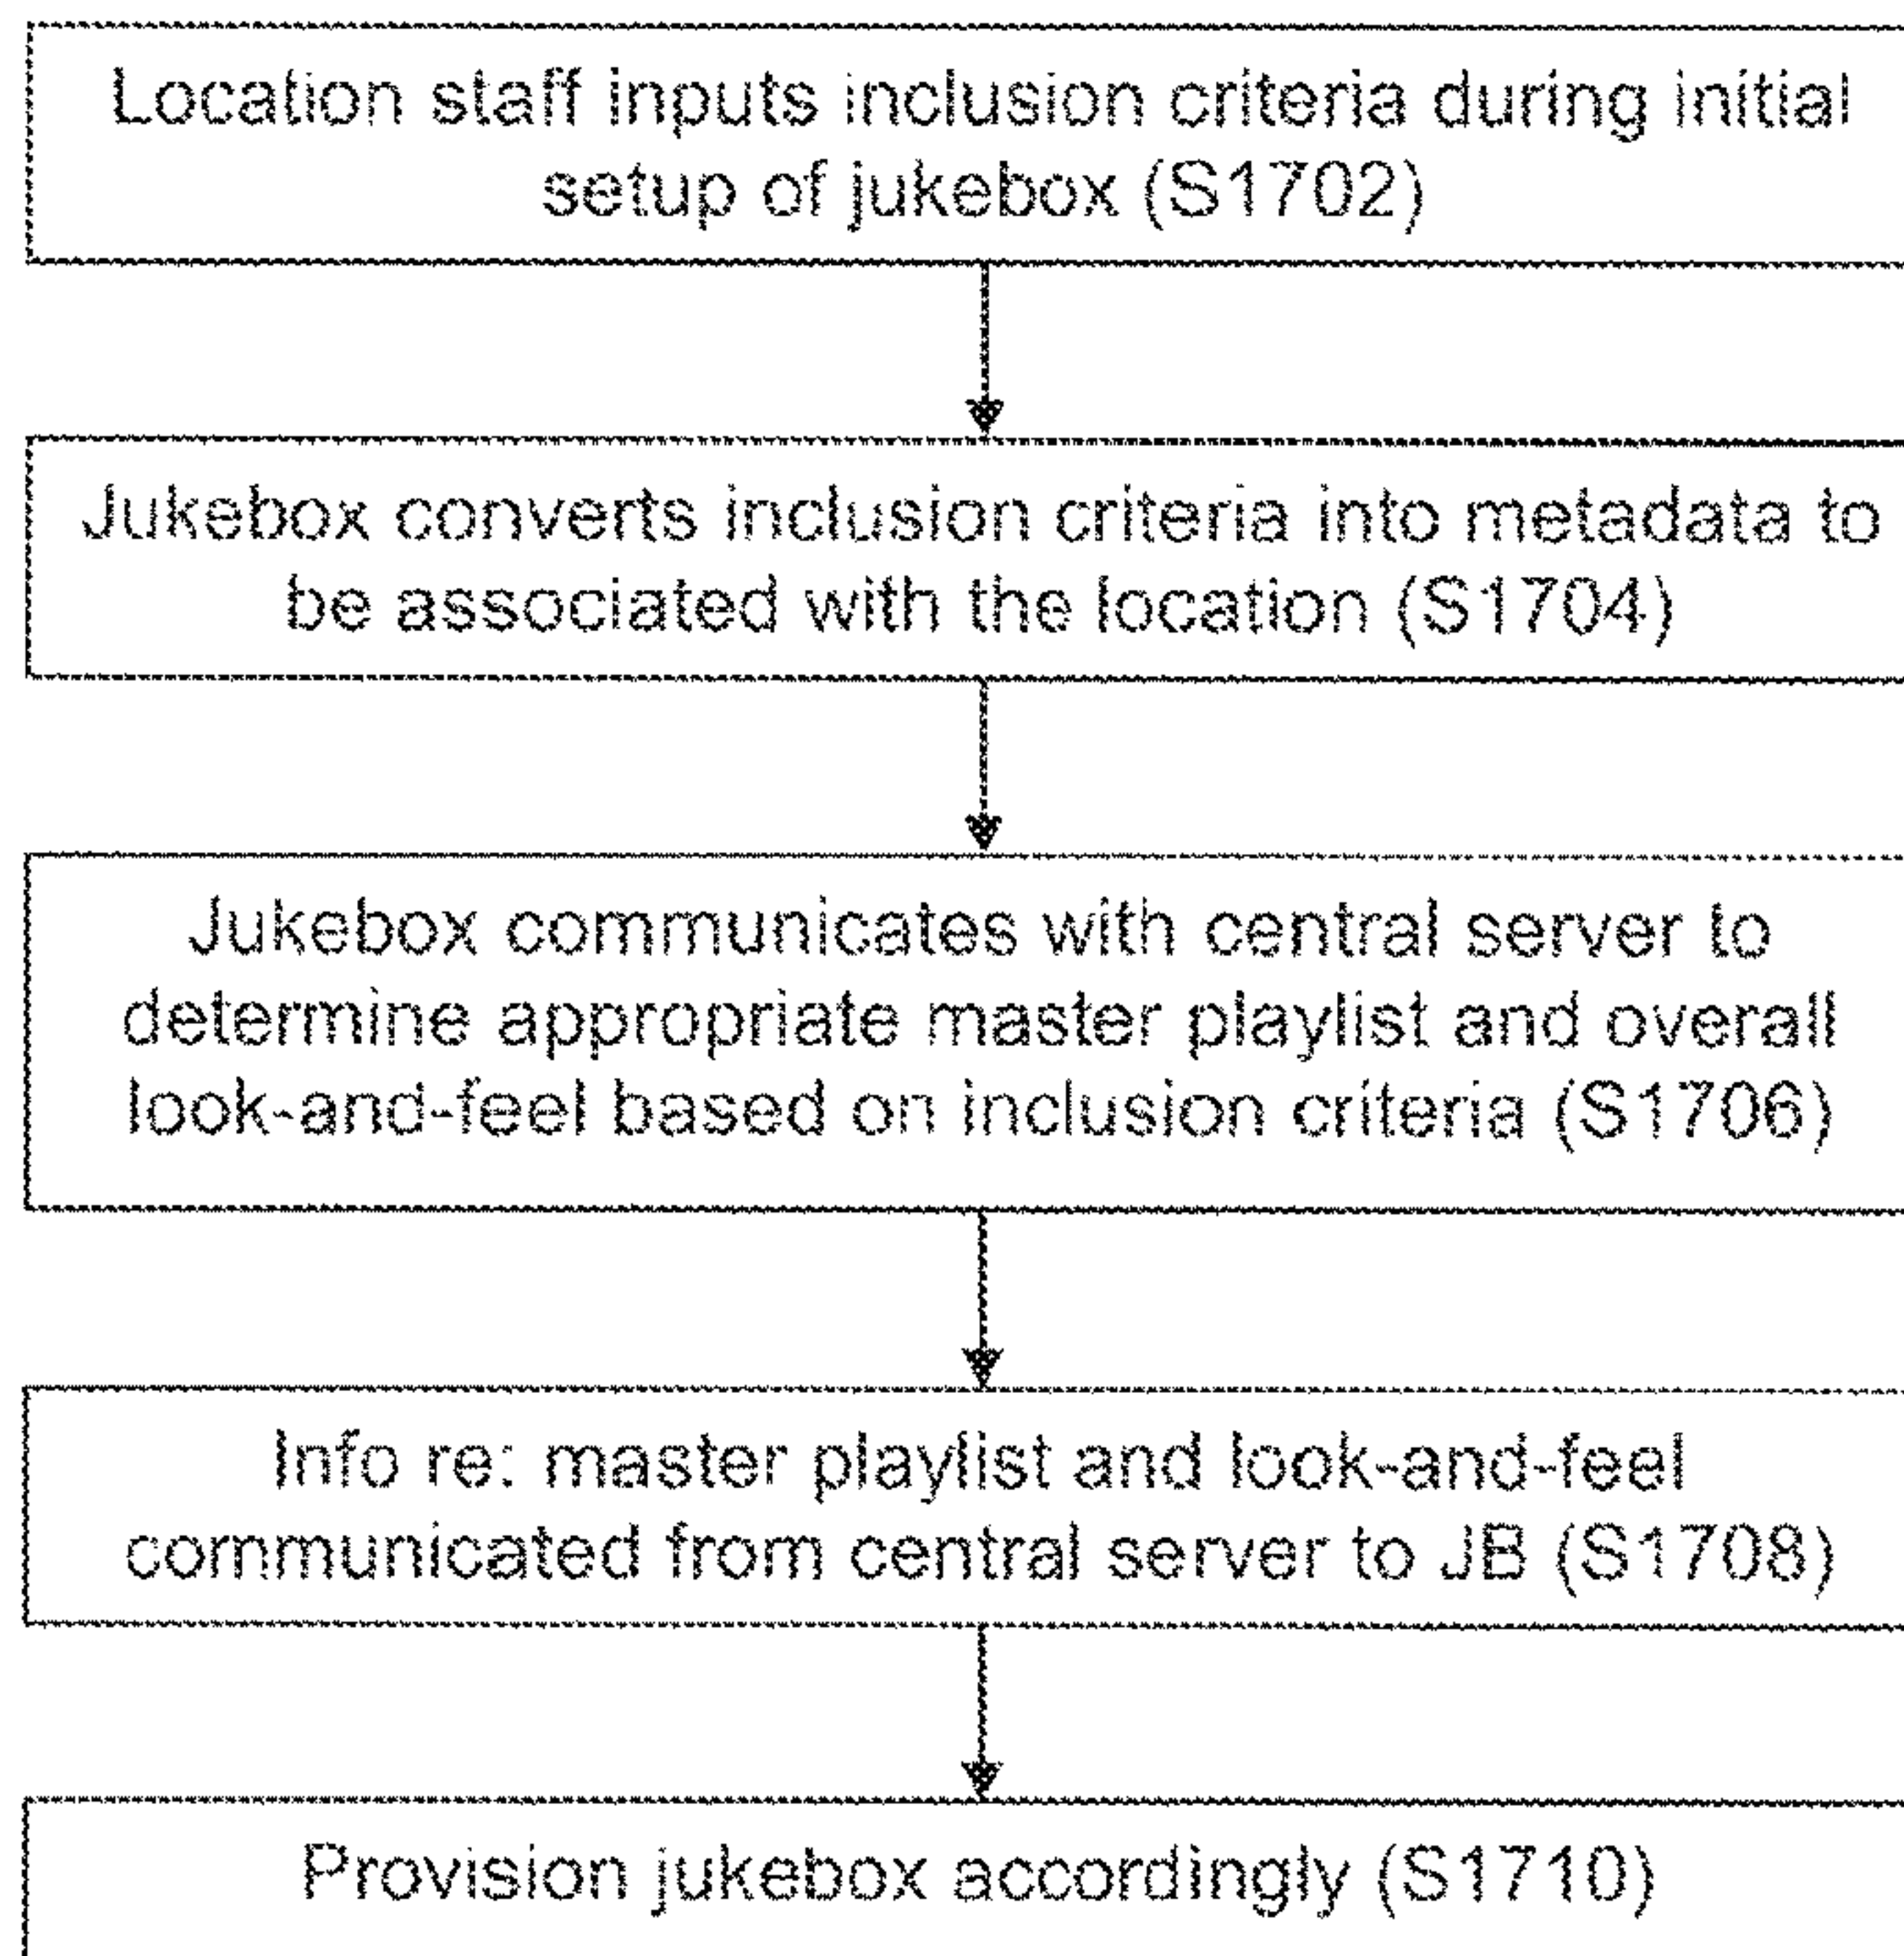 Location staff inputs inclusion criteria during initial
setup of jukebox (S1702)
Jukebox converts inclusion criteria into metadata to
be associated with the location (S1704)
Jukebox communicates with central server to
determine appropriate master playlist and overall
look-and-feel based on inclusion criteria (S1706)
Info re: master playlist and look-and-feel
communicated from central server to JB (S1708)
Provision jukebox accordingly (S1710)